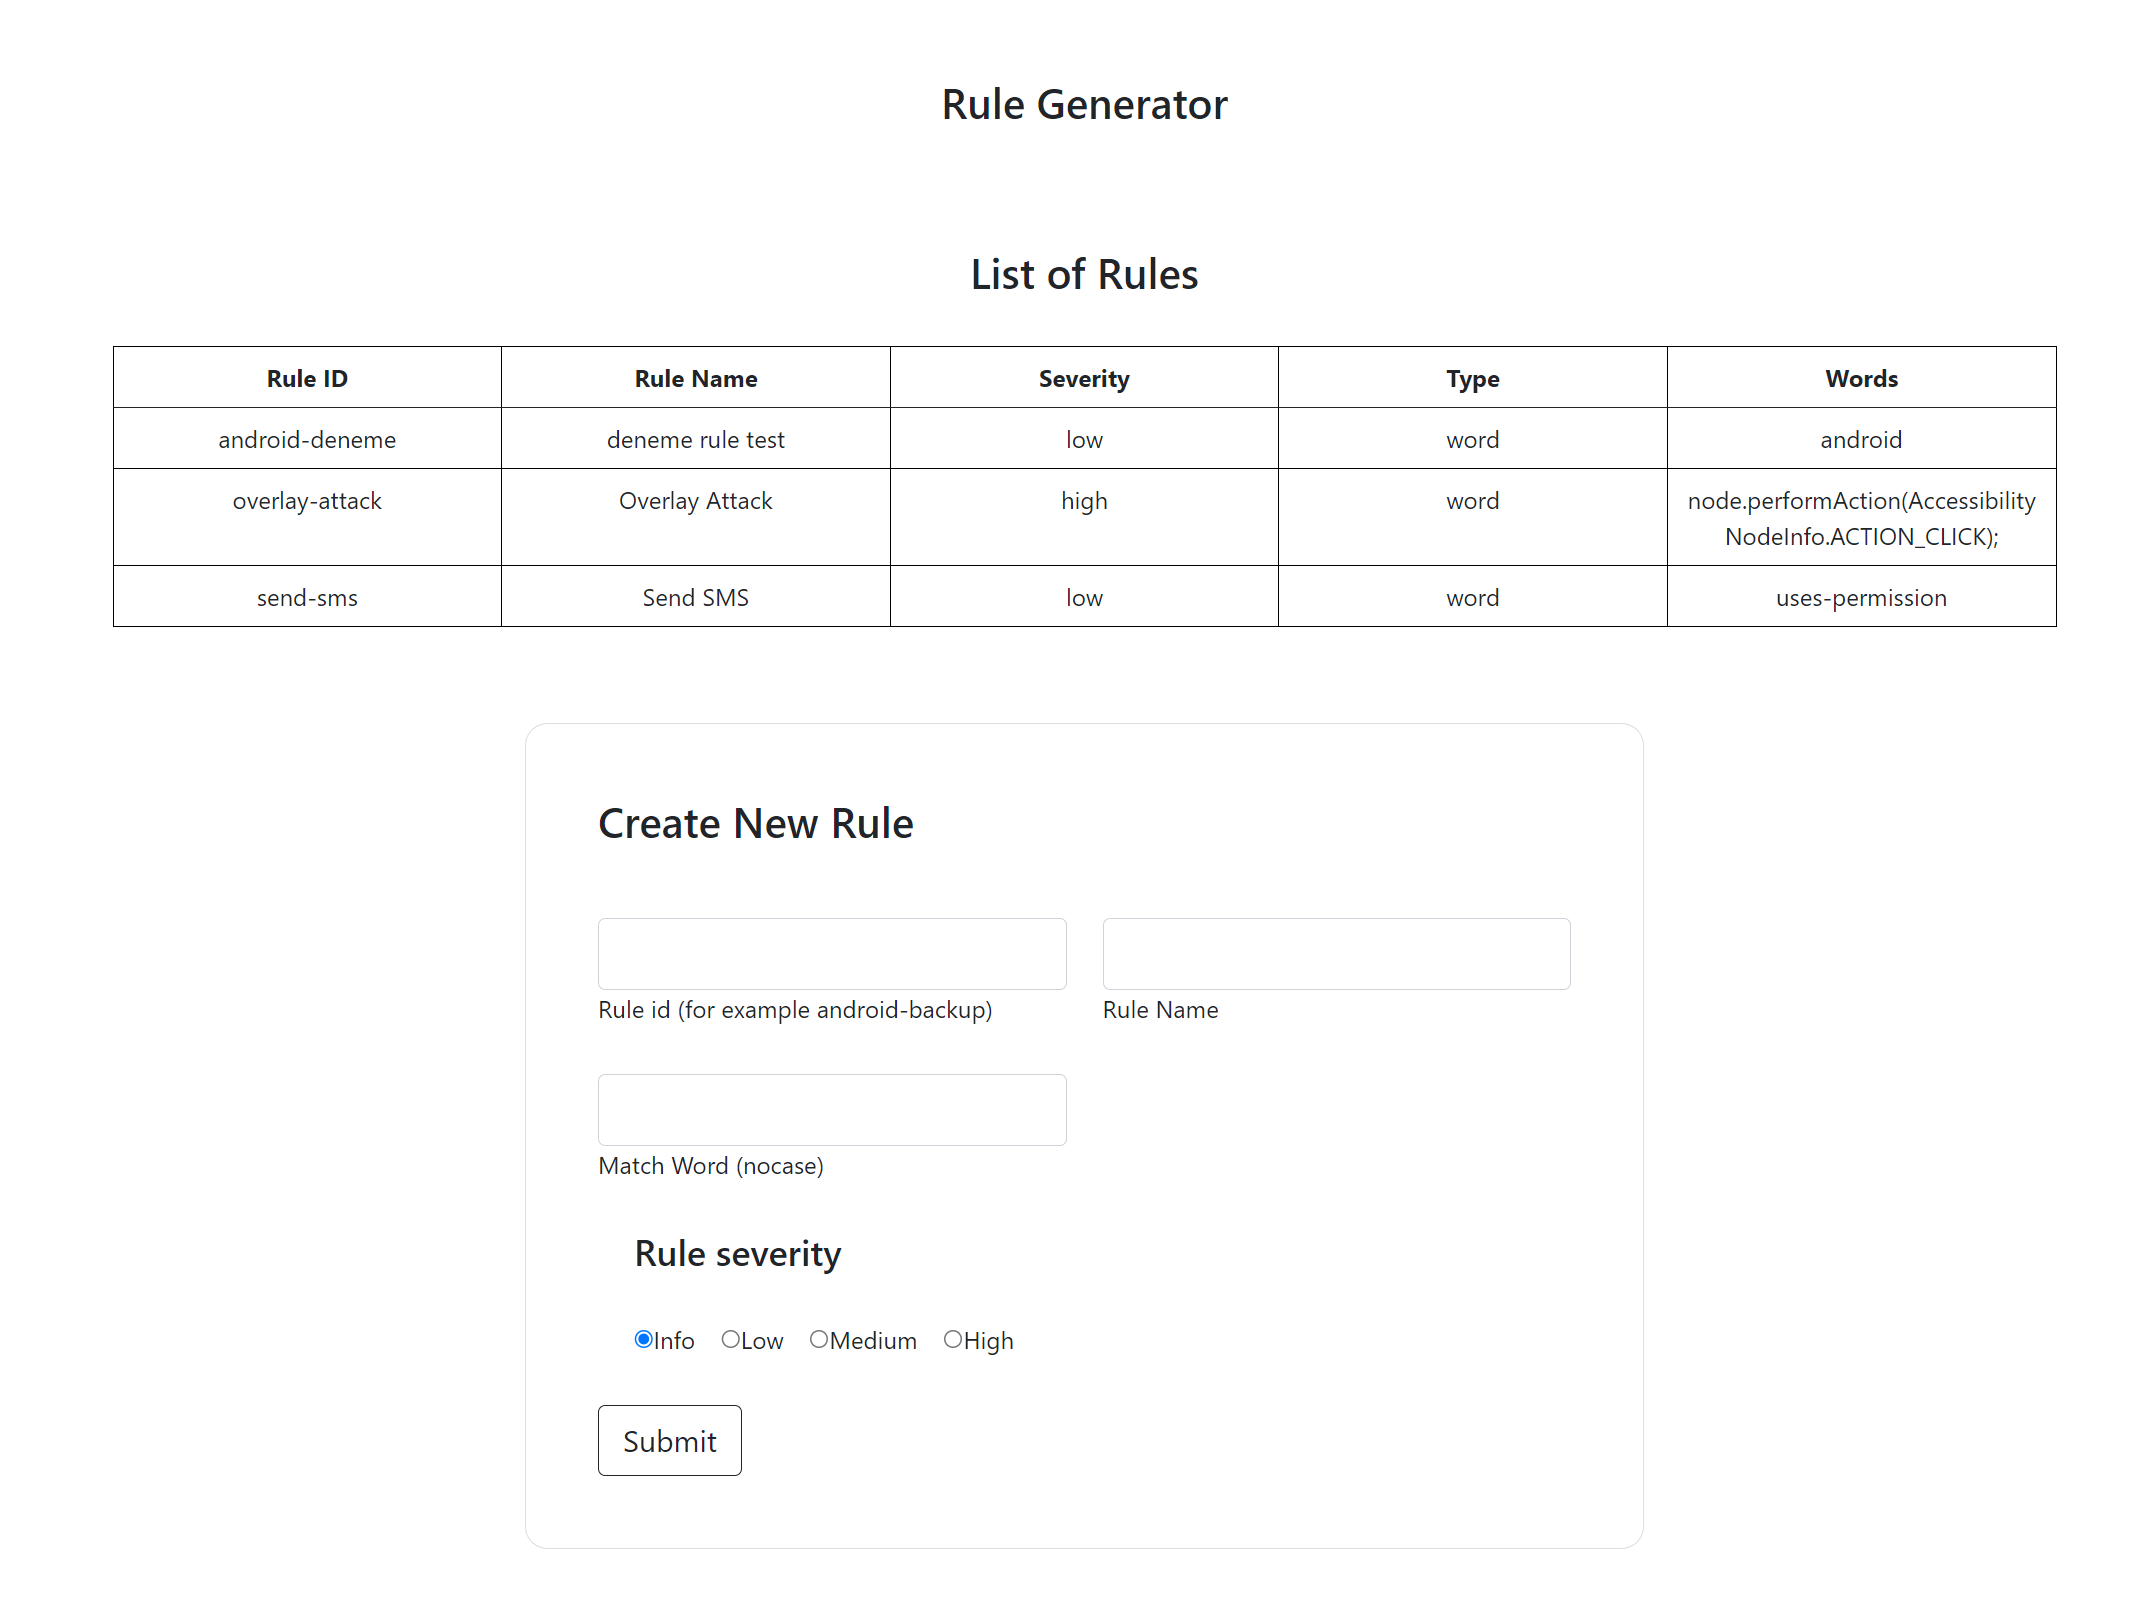 Rule Generator
List of Rules
Rule ID Rule Name Severity Type Words
android-deneme deneme rule test low word android
overlay-attack Overlay Attack high word node.performAction(Accessibility
NodeInfo.ACTION_CLICK);
send-sms Send SMS low word uses-permission
Create New Rule
Rule id (for example android-backup) Rule Name
Match Word (nocase)
Rule severity
Info Low Medium High
Submit